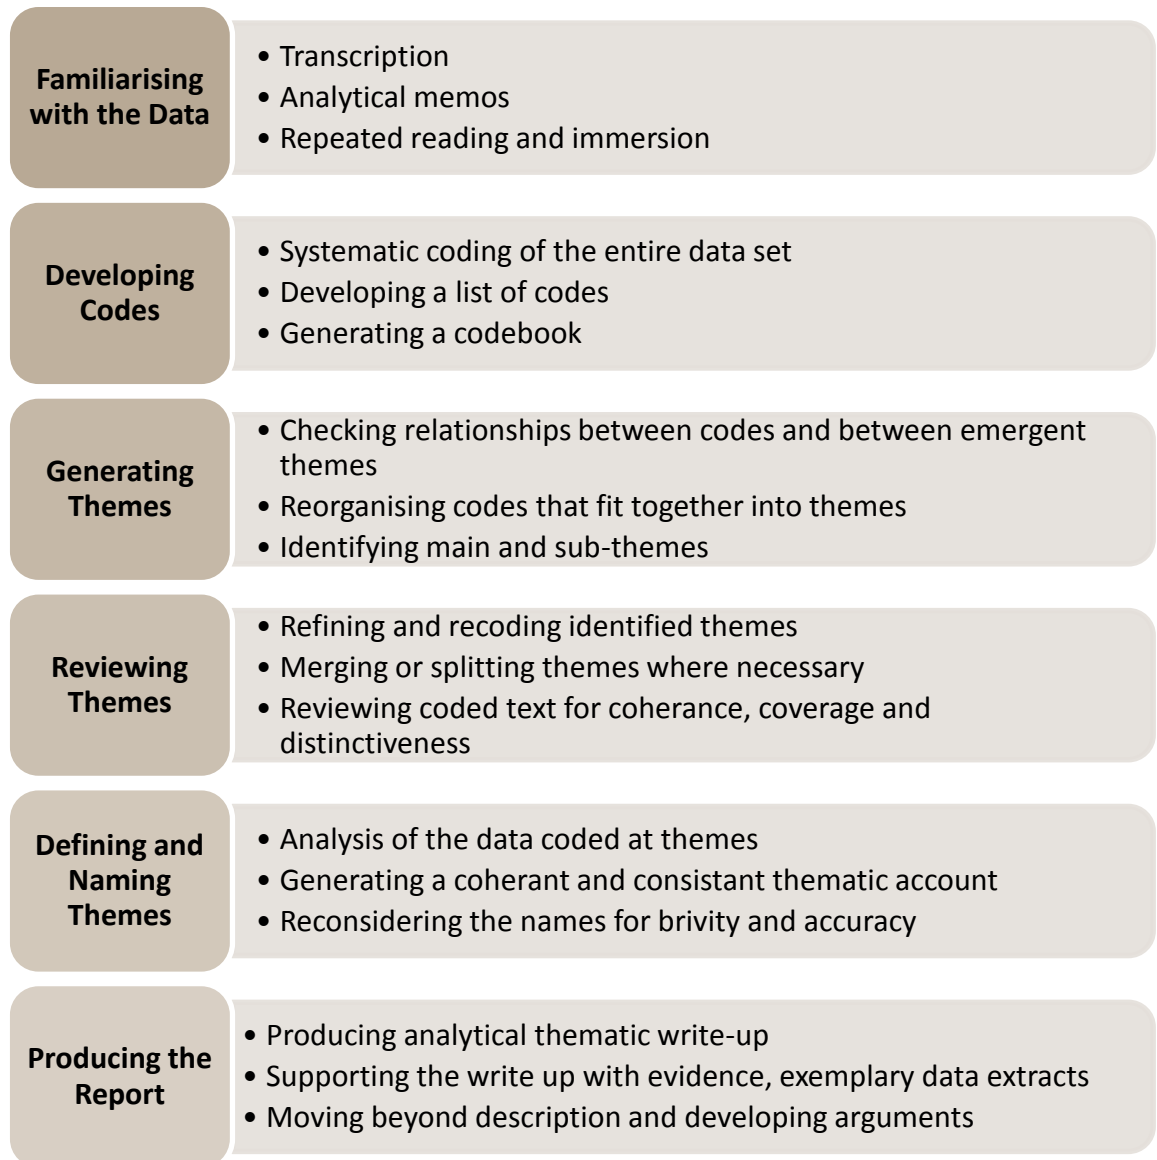 Familiarising
with the Data
• Transcription
• Analytical memos
• Repeated reading and immersion
Developing
Codes
• Systematic coding of the entire data set
• Developing a list of codes
• Generating a codebook
Generating
Themes
• Checking relationships between codes and between emergent
themes
• Reorganising codes that fit together into themes
• Identifying main and sub-themes
Reviewing
Themes
• Refining and recoding identified themes
• Merging or splitting themes where necessary
• Reviewing coded text for coherance, coverage and
distinctiveness
Defining and
Naming
Themes
• Analysis of the data coded at themes
• Generating a coherant and consistant thematic account
• Reconsidering the names for brivity and accuracy
Producing the
Report
• Producing analytical thematic write-up
• Supporting the write up with evidence, exemplary data extracts
• Moving beyond description and developing arguments